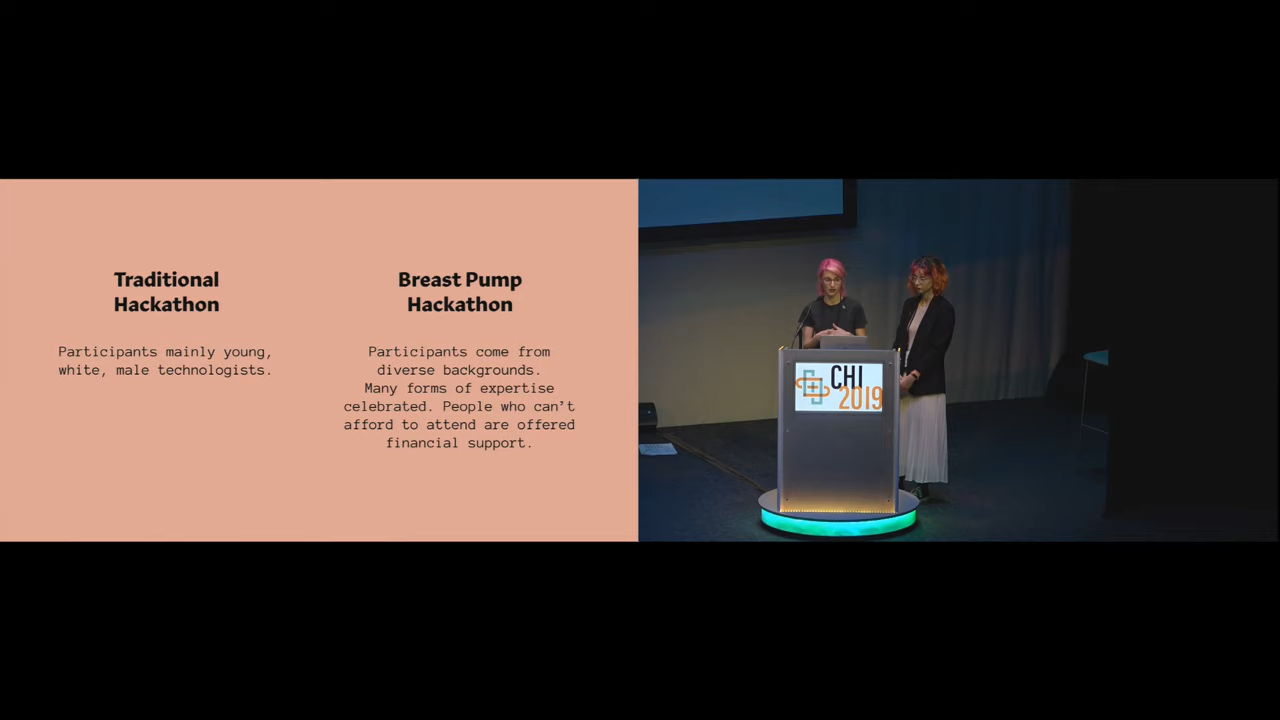 Traditional
Hackathon
Participants mainly young,
white, male technologists.
Breast Pump
Hackathon
Participants come from
diverse backgrounds.
Many forms of expertise
celebrated. People who can't
afford to attend are offered
financial support.
CHI
2019